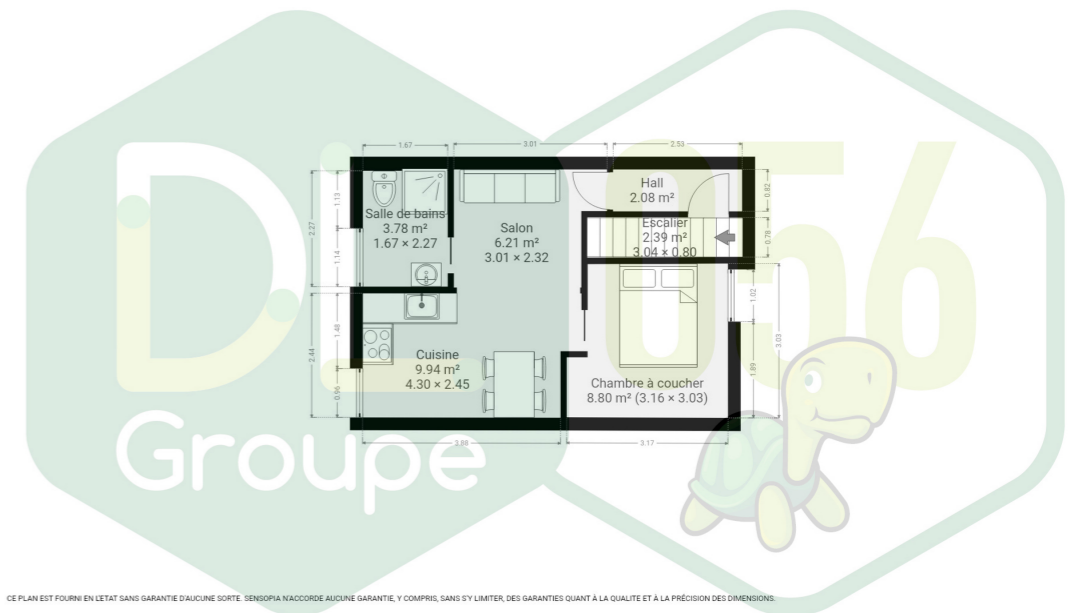 1.67
3.01
2.53
Hall
2.08 m²
0.82
Salle de bains
3.78 m²
1.67 × 2.27
Salon
6.21 m²
3.01 × 2.32
Escalier
2.39 m²
3.04 × 0.80
0.78
1.13
2.27
1.14
1.02
3.03
1.48
2.44
0.96
Cuisine
9.94 m²
4.30 × 2.45
Chambre à coucher
8.80 m² (3.16 × 3.03)
1.89
3.88
3.17
Di
Groupe
056
CE PLAN EST FOURNI EN L'ETAT SANS GARANTIE D'AUCUNE SORTE. SENSOPIA N'ACCORDE AUCUNE GARANTIE, Y COMPRIS, SANS S'Y LIMITER, DES GARANTIES QUANT À LA QUALITE ET À LA PRÉCISION DES DIMENSIONS.